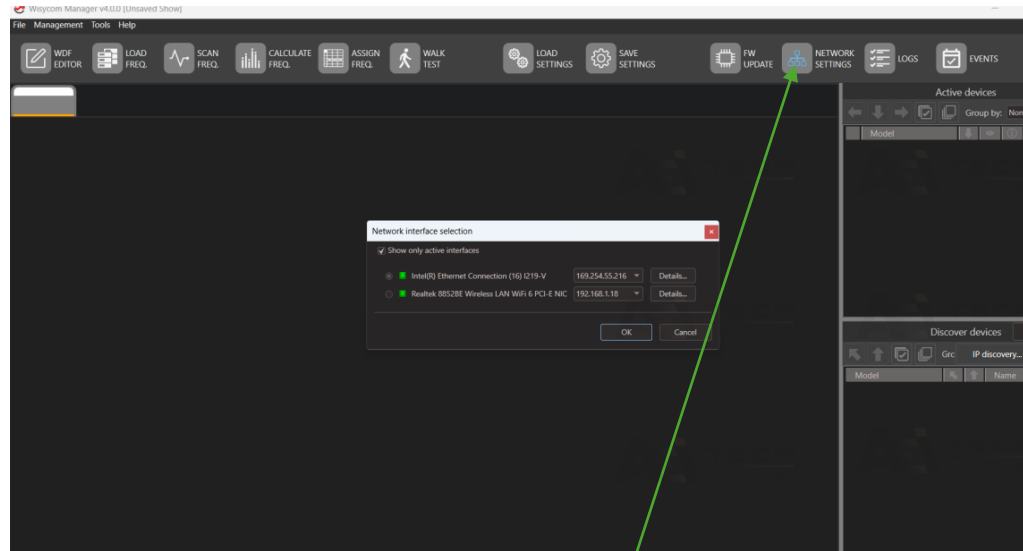 Wisycom Manager v4.0.0 [Unsaved Show]
File Management Tools Help
WDF EDITOR
LOAD FREQ.
SCAN FREQ.
CALCULATE FREQ.
ASSIGN FREQ.
WALK TEST
LOAD SETTINGS
SAVE SETTINGS
FW UPDATE
NETWORK SETTINGS
LOGS
EVENTS
Active devices
Group by: Non
Model
Network interface selection
Show only active interfaces
Intel(R) Ethernet Connection (16) I219-V 169.254.55.216 Details...
Realtek 8852BE Wireless LAN WiFi 6 PCI-E NIC 192.168.1.18 Details...
OK Cancel
Discover devices
Grc IP discovery...
Model Name